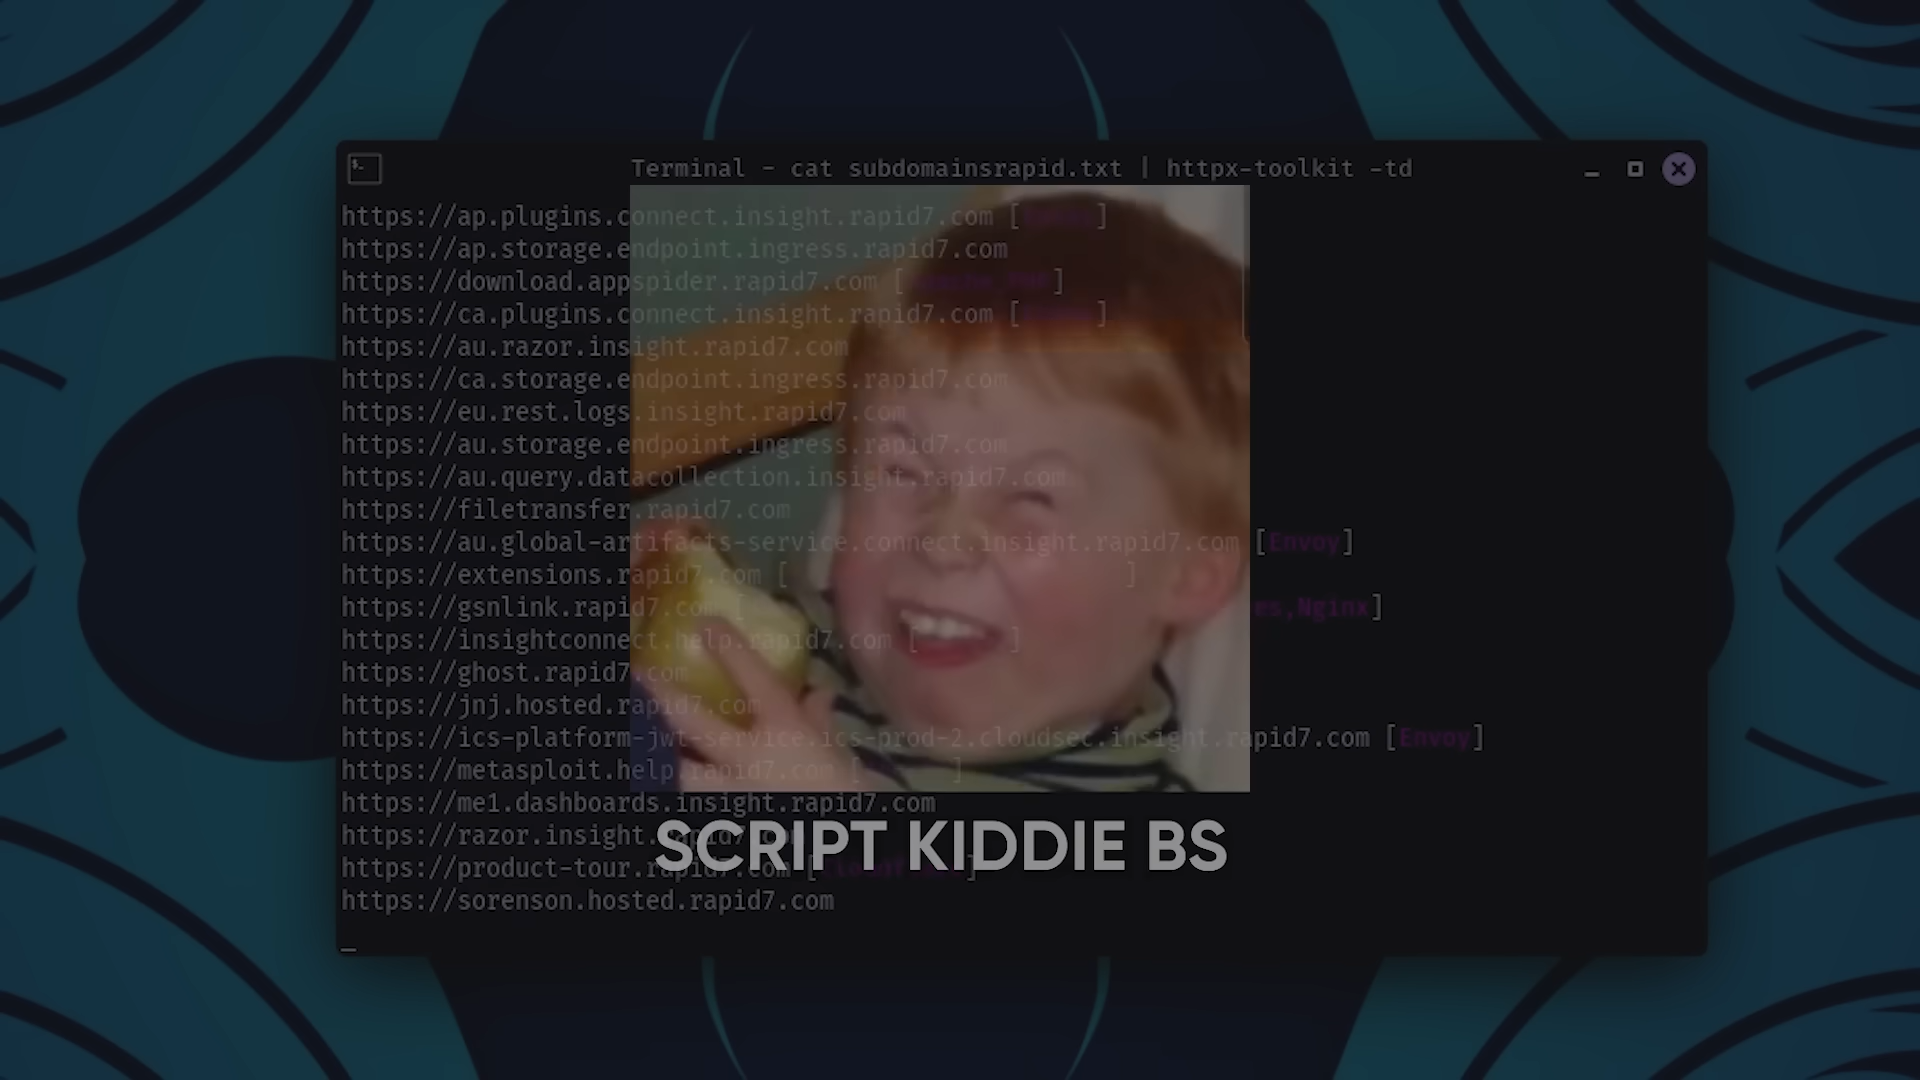 Terminal - cat subdomainsrapid.txt | httpx-toolkit -td
https://ap.plugins.connect.insight.rapid7.com [Envoy]
https://ap.storage.endpoint.ingress.rapid7.com
https://download.appspider.rapid7.com [ ]
https://ca.plugins.connect.insight.rapid7.com [Envoy]
https://au.razor.insight.rapid7.com
https://ca.storage.endpoint.ingress.rapid7.com
https://eu.rest.logs.insight.rapid7.com
https://au.storage.endpoint.ingress.rapid7.com
https://au.query.datacollection.insight.rapid7.com
https://filetransfer.rapid7.com
https://au.global-artifacts-service.connect.insight.rapid7.com [Envoy]
https://extensions.rapid7.com [ ]
https://gsnlink.rapid7.com [ es,Nginx]
https://insightconnect.help.rapid7.com [ ]
https://ghost.rapid7.com
https://jnj.hosted.rapid7.com
https://ics-platform-jwt-service.ics-prod-2.cloudsec.insight.rapid7.com [Envoy]
https://metasploit.help.rapid7.com [ ]
https://me1.dashboards.insight.rapid7.com
https://razor.insight.
https://product-tour.rapid7.com [ ]
https://sorenson.hosted.rapid7.com
SCRIPT KIDDIE BS